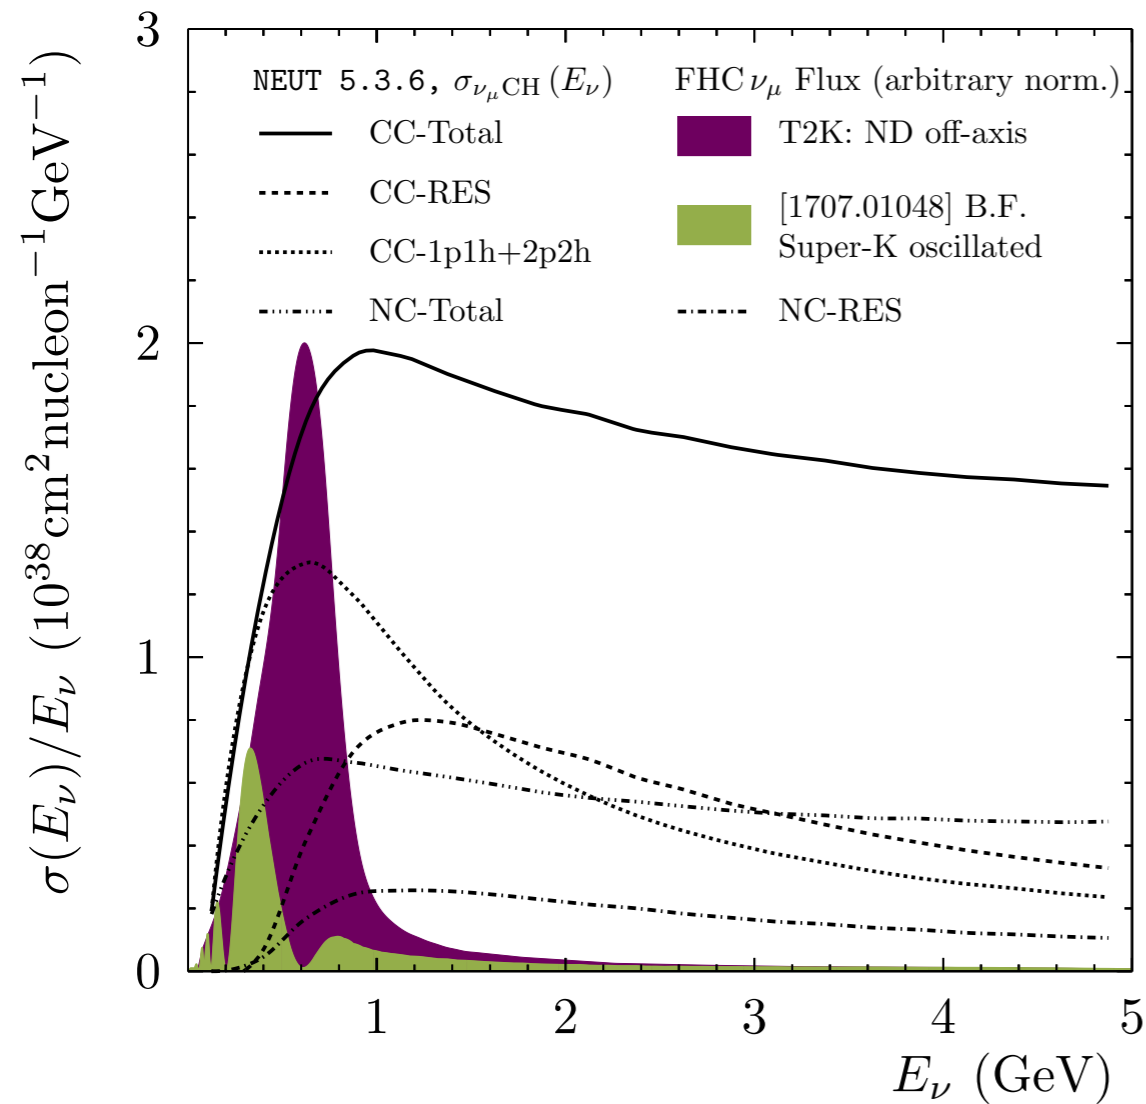 3
2
1
0
σ(Eν)/Eν (10³⁸cm²nucleon⁻¹GeV⁻¹)
NEUT 5.3.6, σνμCH (Eν)
CC-Total
CC-RES
CC-1p1h+2p2h
NC-Total
FHC νμ Flux (arbitrary norm.)
T2K: ND off-axis
[1707.01048] B.F.
Super-K oscillated
NC-RES
1 2 3 4 5
Eν (GeV)